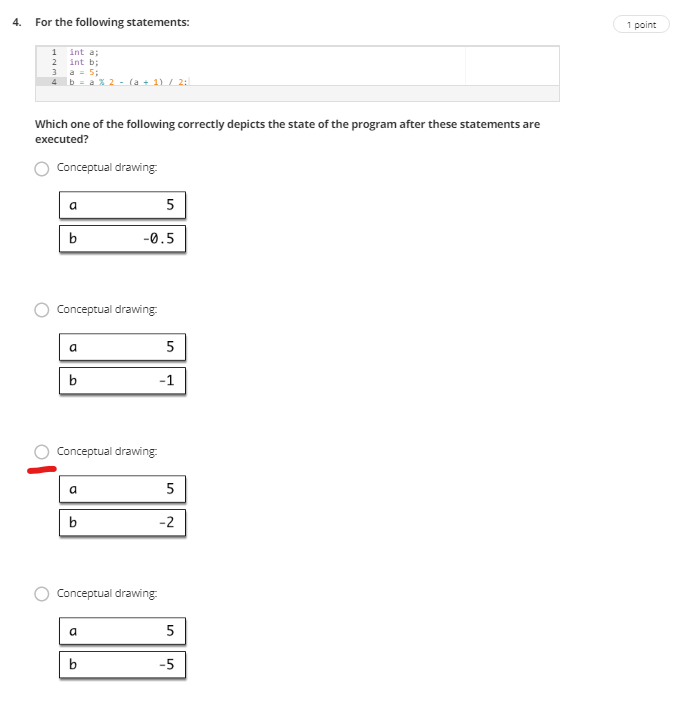 4. For the following statements:
1 point
1 int a;
2 int b;
3 a = 5;
4 b = a % 2 - (a + 1) / 2;
Which one of the following correctly depicts the state of the program after these statements are
executed?
Conceptual drawing:
a 5
b -0.5
Conceptual drawing:
a 5
b -1
Conceptual drawing:
a 5
b -2
Conceptual drawing:
a 5
b -5